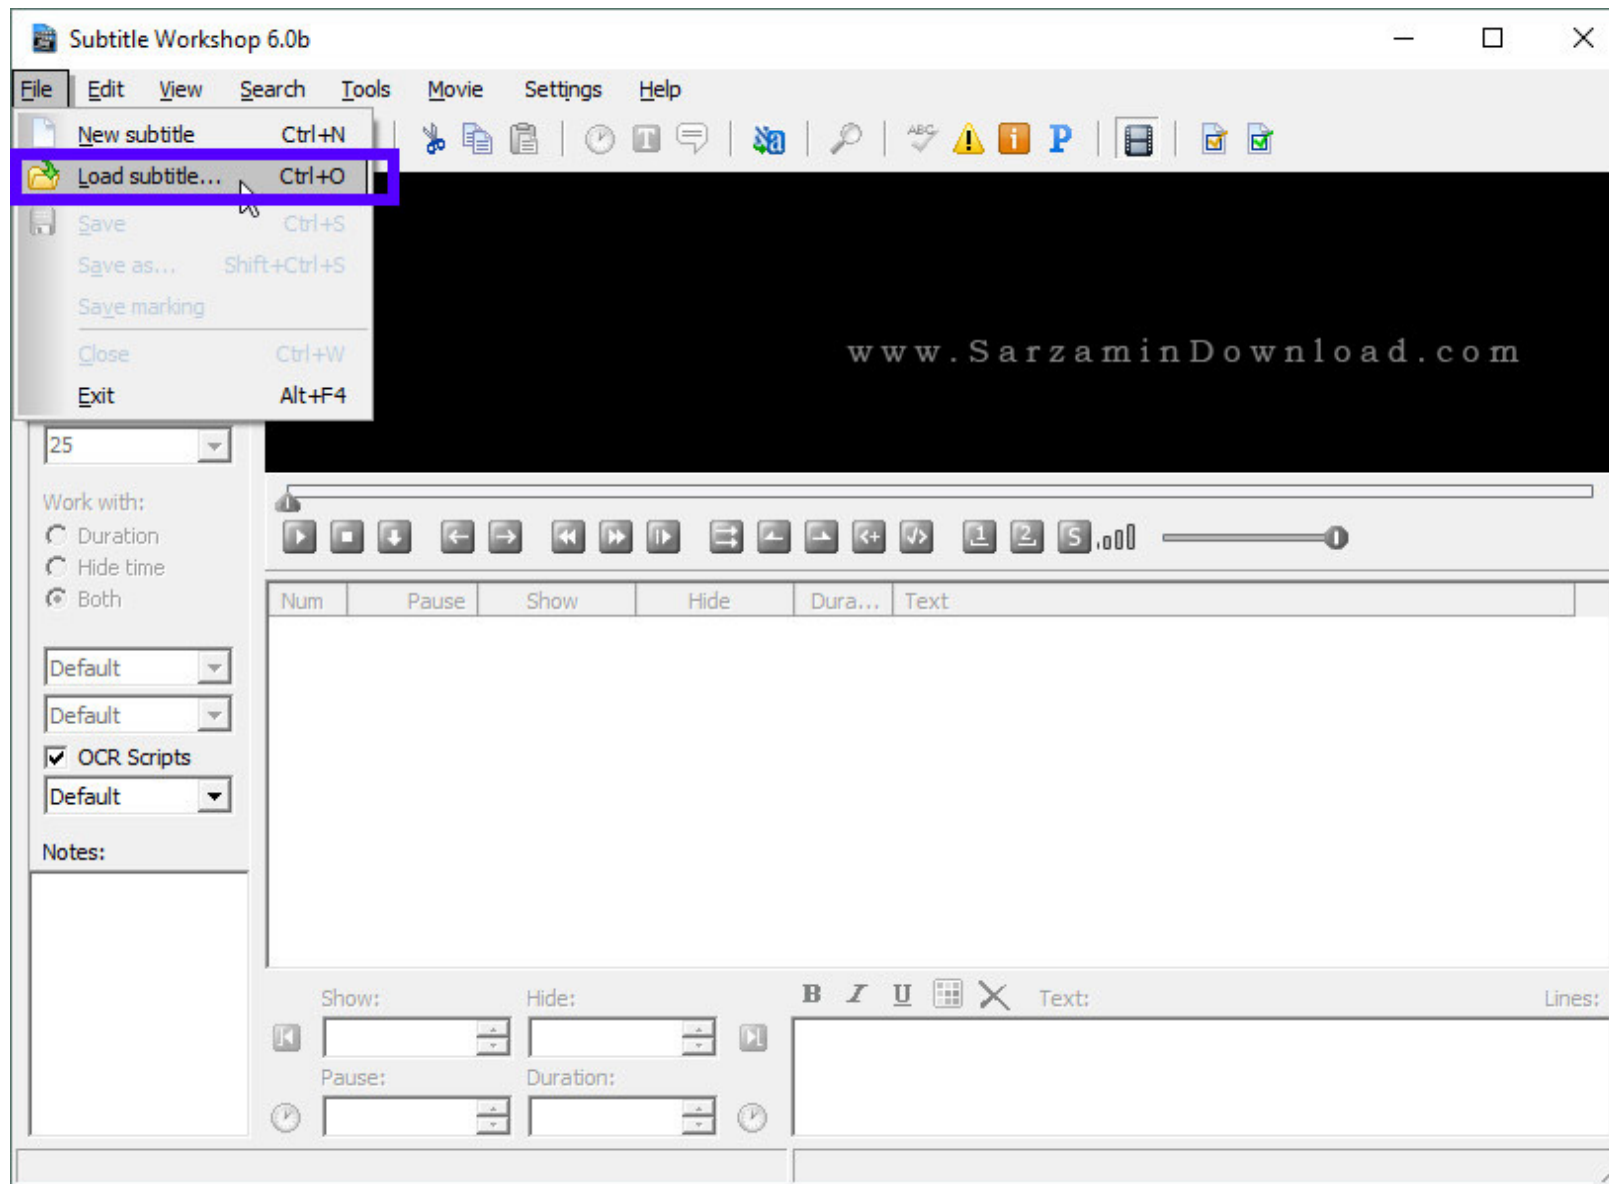 Subtitle Workshop 6.0b
File Edit View Search Tools Movie Settings Help
New subtitle Ctrl+N
Load subtitle... Ctrl+O
Save Ctrl+S
Save as... Shift+Ctrl+S
Save marking
Close Ctrl+W
Exit Alt+F4
ABC
www.SarzaminDownload.com
25
Work with:
Duration
Hide time
Both
Num Pause Show Hide Dura... Text
Default
Default
OCR Scripts
Default
Notes:
Show: Hide: B I U Text: Lines:
Pause: Duration: